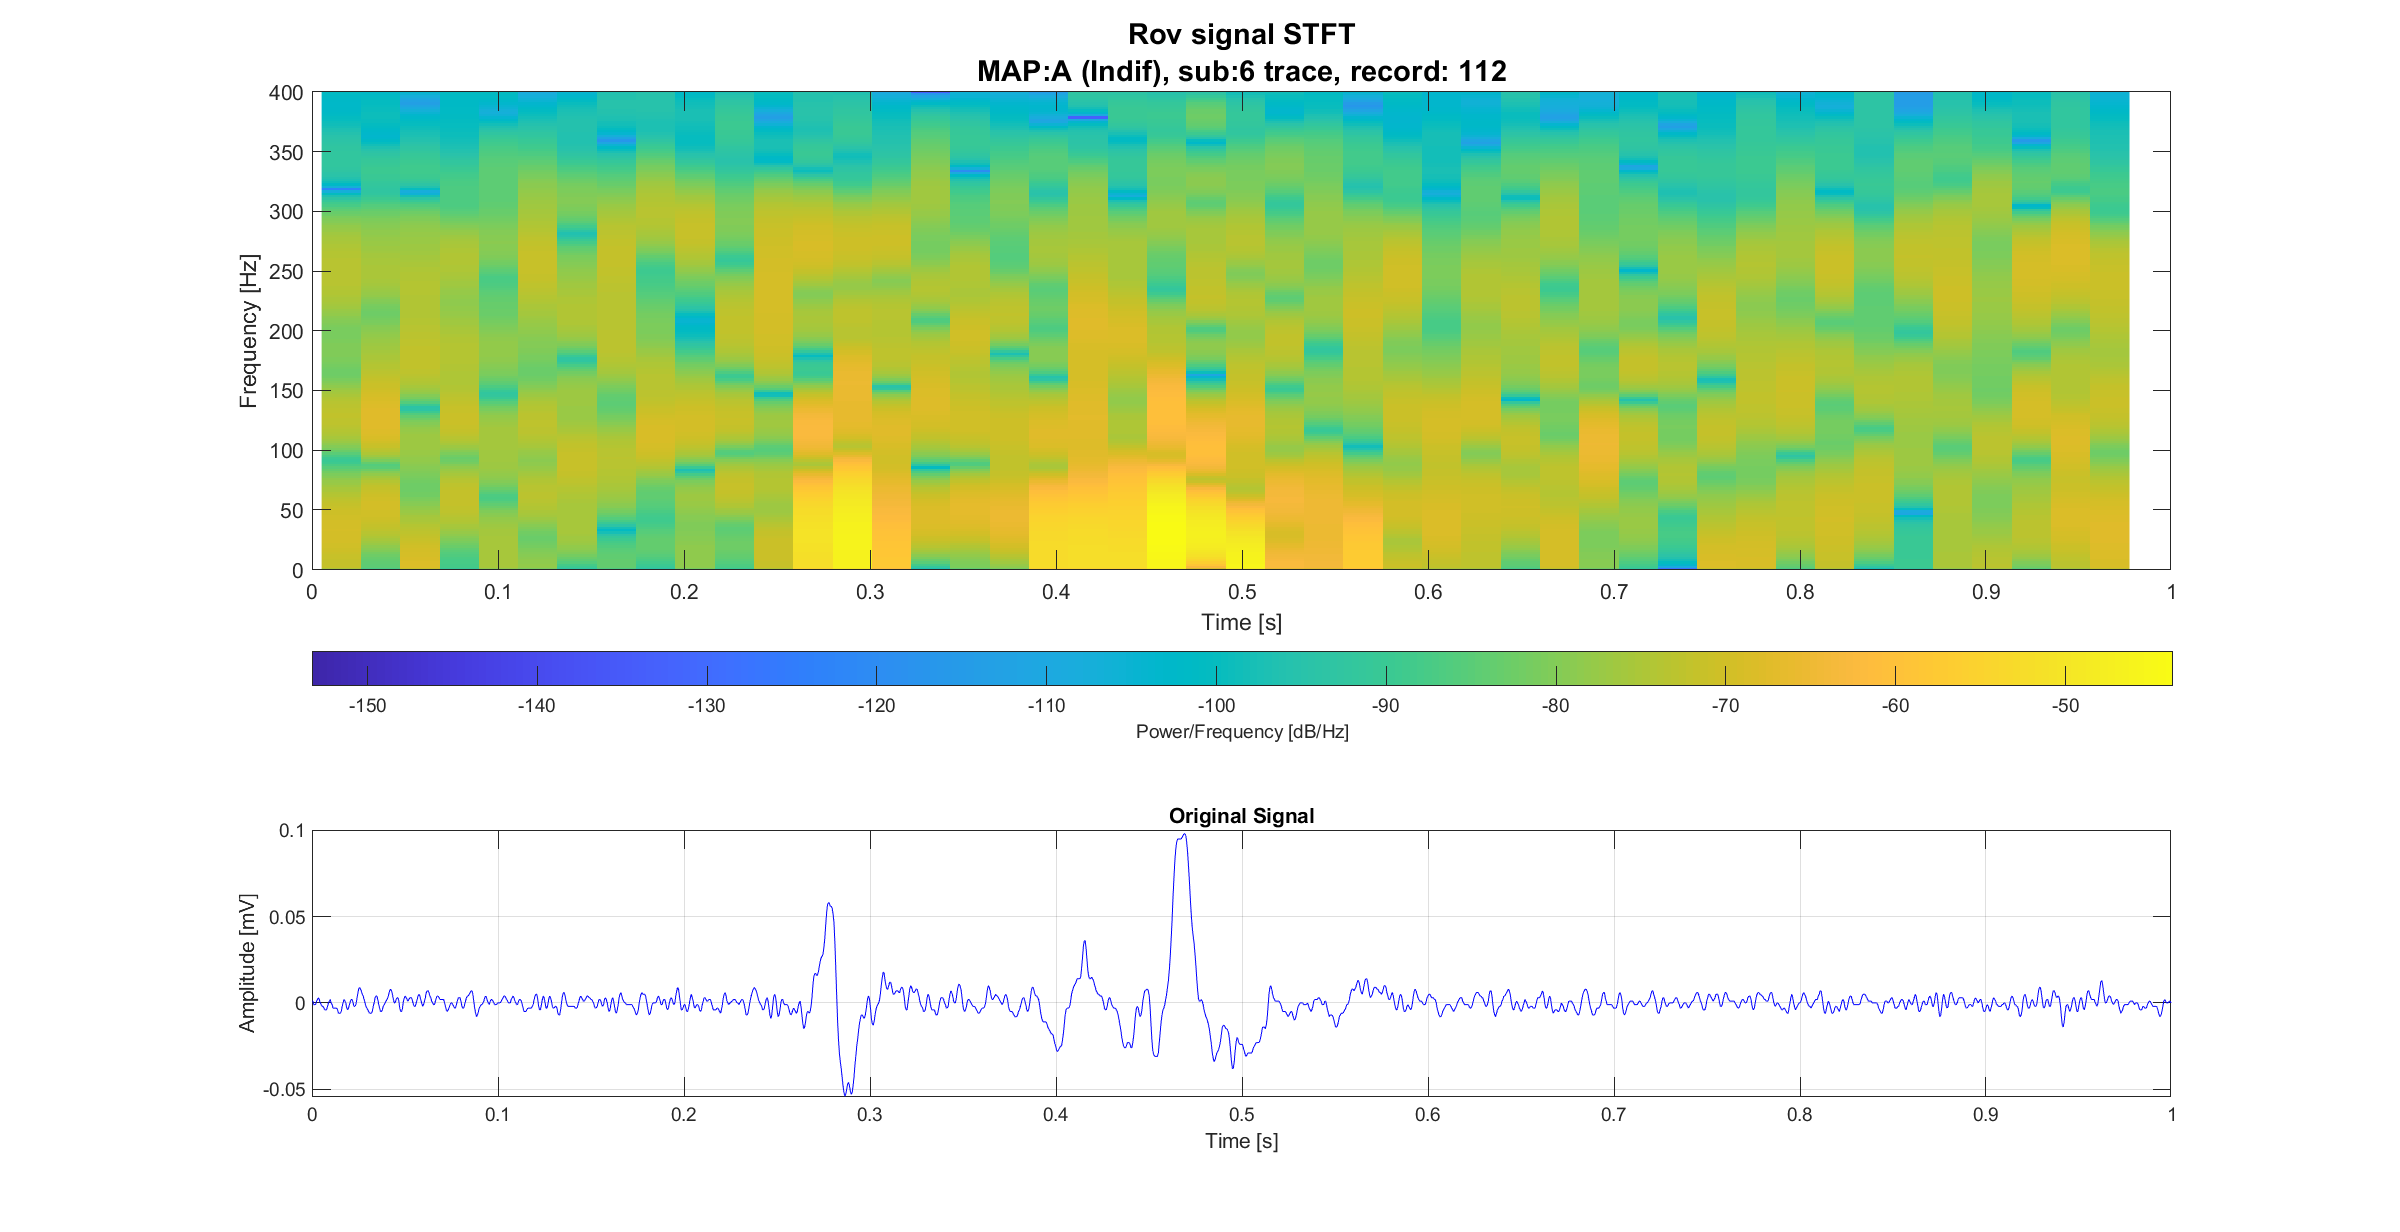 Rov signal STFT
MAP:A (Indif), sub:6 trace, record: 112
400
350
300
250
200
150
100
50
0
Frequency [Hz]
0 0.1 0.2 0.3 0.4 0.5 0.6 0.7 0.8 0.9 1
Time [s]
-150 -140 -130 -120 -110 -100 -90 -80 -70 -60 -50
Power/Frequency [dB/Hz]
Original Signal
0.1
0.05
0
-0.05
Amplitude [mV]
0 0.1 0.2 0.3 0.4 0.5 0.6 0.7 0.8 0.9 1
Time [s]